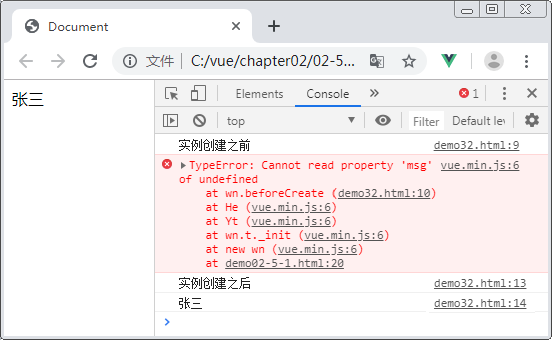 Document
文件
C:/vue/chapter02/02-5...
张三
Elements
Console
1
top
Filter
Default lev
实例创建之前 demo32.html:9
TypeError: Cannot read property 'msg' vue.min.js:6
of undefined
at wn.beforeCreate (demo32.html:10)
at He (vue.min.js:6)
at Yt (vue.min.js:6)
at wn.t._init (vue.min.js:6)
at new wn (vue.min.js:6)
at demo02-5-1.html:20
实例创建之后 demo32.html:13
张三 demo32.html:14